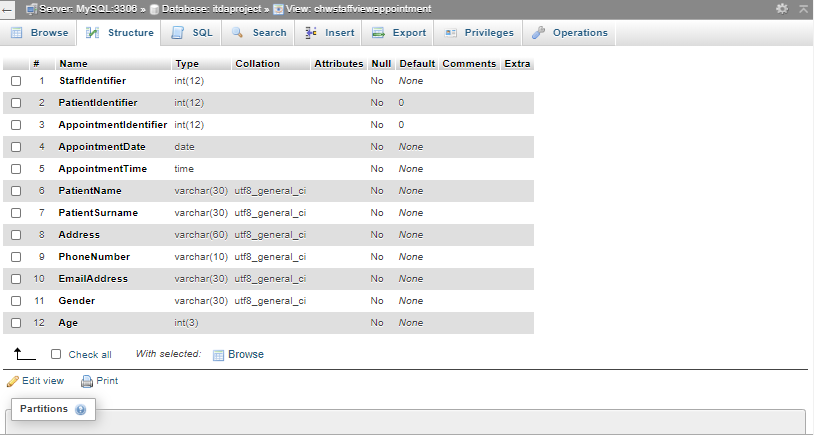 Server: MySQL:3306 » Database: itdaproject » View: chwstaffviewappointment
Browse Structure SQL Search Insert Export Privileges Operations
# Name Type Collation Attributes Null Default Comments Extra
1 StaffIdentifier int(12) No None
2 PatientIdentifier int(12) No 0
3 AppointmentIdentifier int(12) No 0
4 AppointmentDate date No None
5 AppointmentTime time No None
6 PatientName varchar(30) utf8_general_ci No None
7 PatientSurname varchar(30) utf8_general_ci No None
8 Address varchar(60) utf8_general_ci No None
9 PhoneNumber varchar(10) utf8_general_ci No None
10 EmailAddress varchar(30) utf8_general_ci No None
11 Gender varchar(30) utf8_general_ci No None
12 Age int(3) No None
Check all With selected: Browse
Edit view Print
Partitions